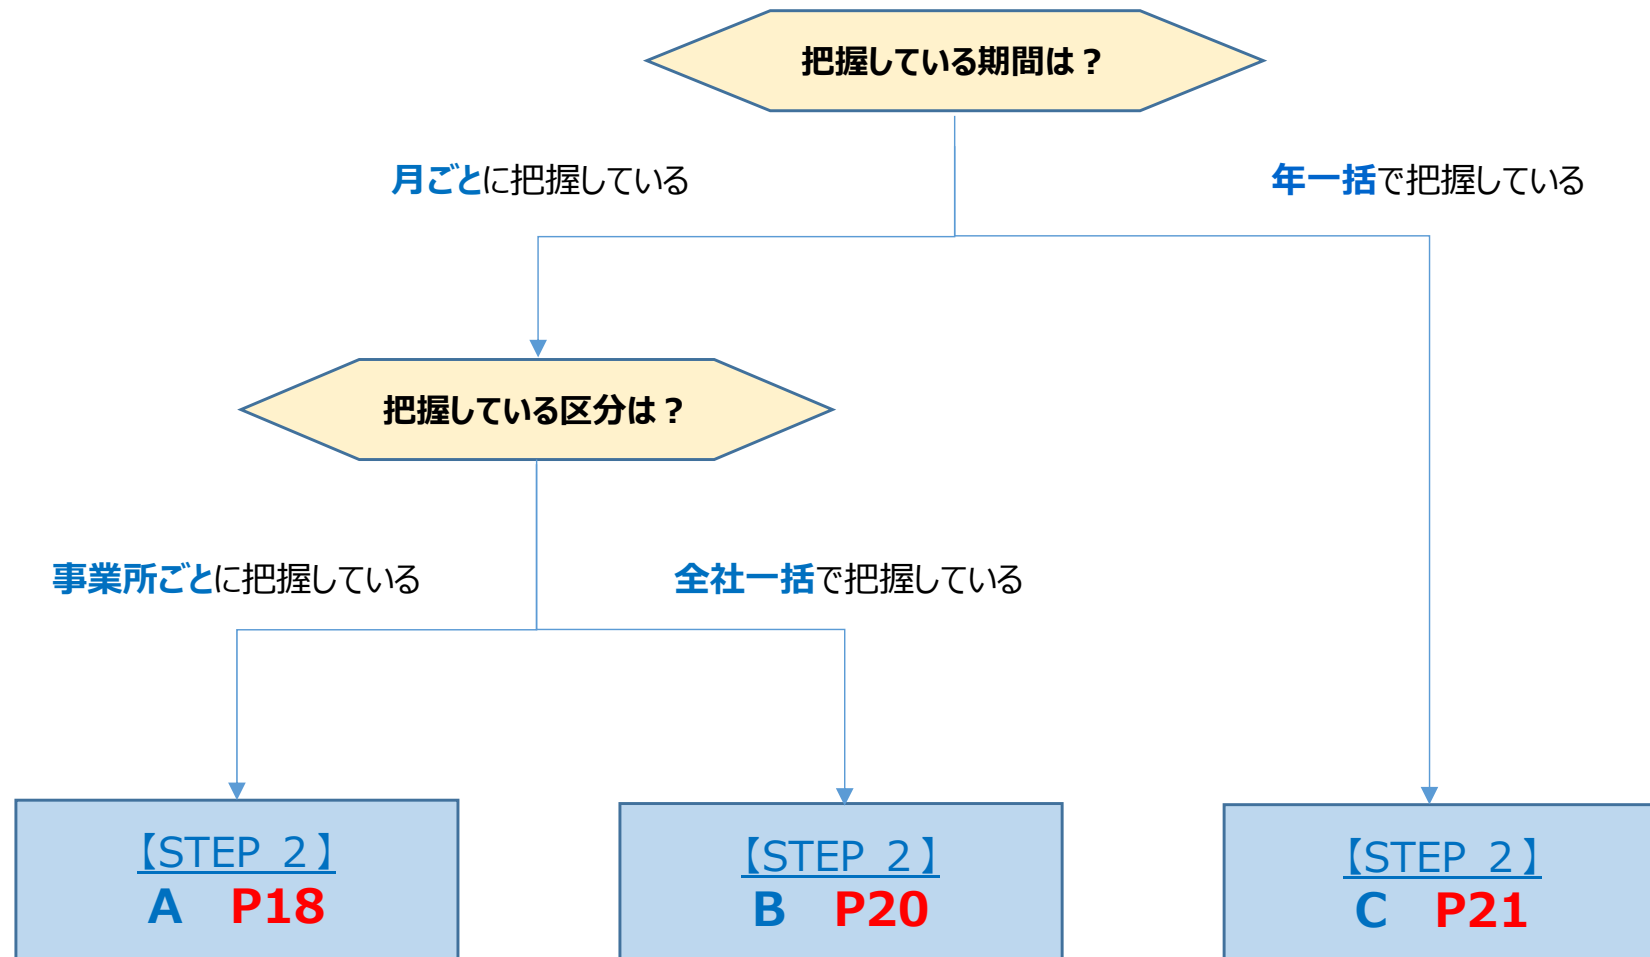 把握している期間は？
月ごとに把握している
年一括で把握している
把握している区分は？
事業所ごとに把握している
全社一括で把握している
【STEP ２】
A P18
【STEP ２】
B P20
【STEP ２】
C P21